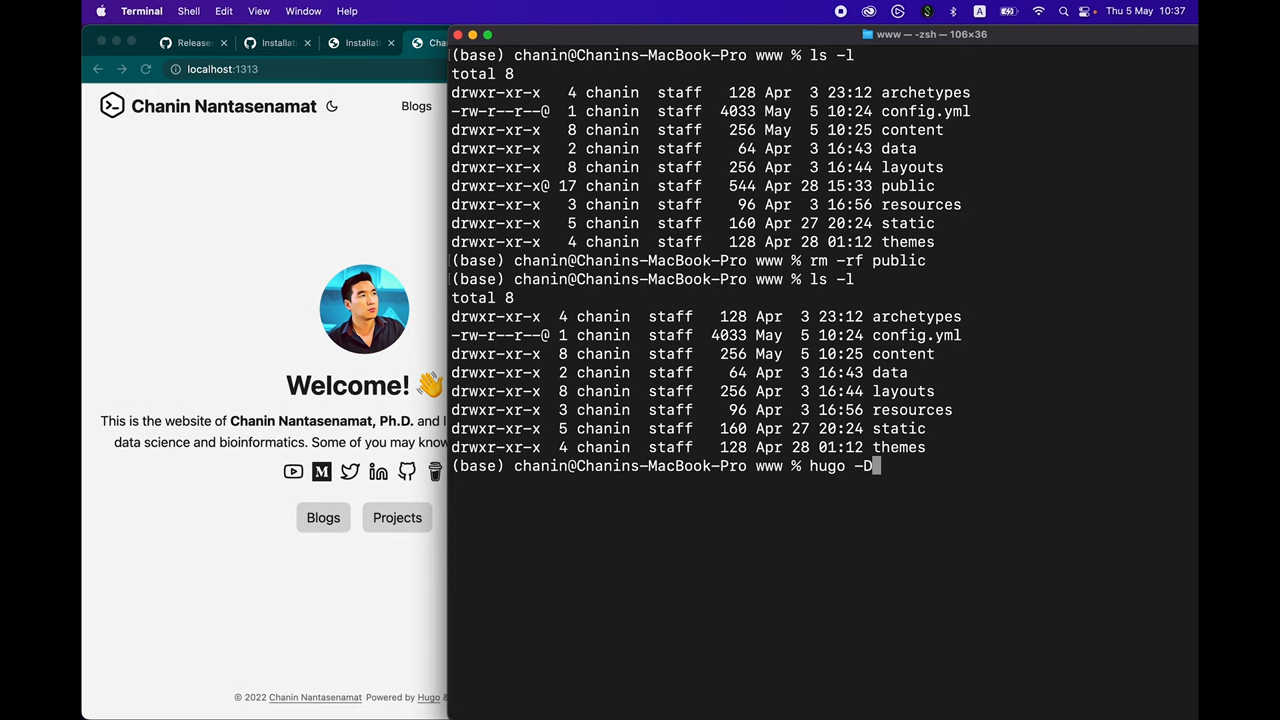 Terminal Shell Edit View Window Help
A
Thu 5 May 10:37
Releases
Installati
Installati
Cha
www — -zsh — 106×36
localhost:1313
Chanin Nantasenamat
Blogs
Welcome! 👋
This is the website of Chanin Nantasenamat, Ph.D. and I
data science and bioinformatics. Some of you may know
M
Blogs
Projects
© 2022 Chanin Nantasenamat Powered by Hugo &
(base) chanin@Chanins-MacBook-Pro www % ls -l
total 8
drwxr-xr-x   4 chanin  staff   128 Apr  3 23:12 archetypes
-rw-r--r--@  1 chanin  staff  4033 May  5 10:24 config.yml
drwxr-xr-x   8 chanin  staff   256 May  5 10:25 content
drwxr-xr-x   2 chanin  staff    64 Apr  3 16:43 data
drwxr-xr-x   8 chanin  staff   256 Apr  3 16:44 layouts
drwxr-xr-x@ 17 chanin  staff   544 Apr 28 15:33 public
drwxr-xr-x   3 chanin  staff    96 Apr  3 16:56 resources
drwxr-xr-x   5 chanin  staff   160 Apr 27 20:24 static
drwxr-xr-x   4 chanin  staff   128 Apr 28 01:12 themes
(base) chanin@Chanins-MacBook-Pro www % rm -rf public
(base) chanin@Chanins-MacBook-Pro www % ls -l
total 8
drwxr-xr-x  4 chanin  staff   128 Apr  3 23:12 archetypes
-rw-r--r--@ 1 chanin  staff  4033 May  5 10:24 config.yml
drwxr-xr-x  8 chanin  staff   256 May  5 10:25 content
drwxr-xr-x  2 chanin  staff    64 Apr  3 16:43 data
drwxr-xr-x  8 chanin  staff   256 Apr  3 16:44 layouts
drwxr-xr-x  3 chanin  staff    96 Apr  3 16:56 resources
drwxr-xr-x  5 chanin  staff   160 Apr 27 20:24 static
drwxr-xr-x  4 chanin  staff   128 Apr 28 01:12 themes
(base) chanin@Chanins-MacBook-Pro www % hugo -D